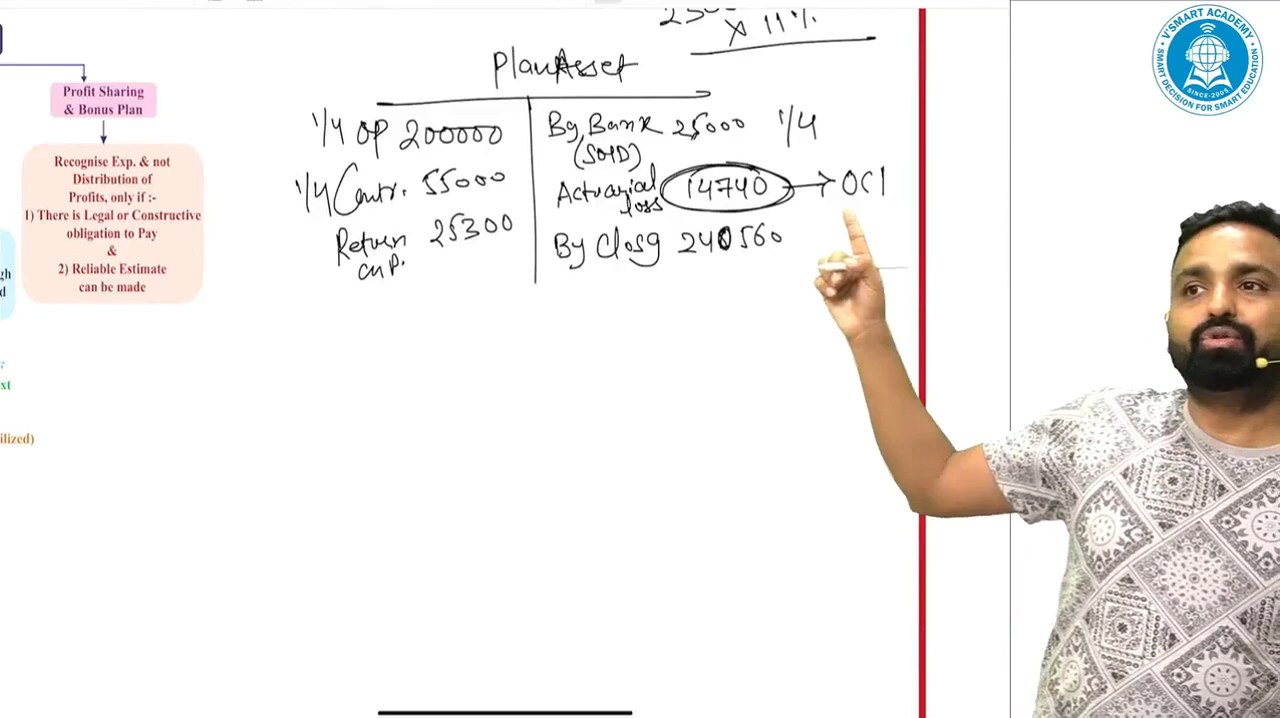 × 11%
Plan Asset
1/4 OP 200000
By Bank 25000 1/4
(Sold)
1/4 Contr. 55000
Actuarial loss 14740 → OCI
Return 25300
By Closg 240560
Profit Sharing
& Bonus Plan
Recognise Exp. & not
Distribution of
Profits, only if :-
1) There is Legal or Constructive
obligation to Pay
&
2) Reliable Estimate
can be made
gh
d
?
xt
ilized)
V'SMART ACADEMY
SMART DECISION FOR SMART EDUCATION
SINCE-2005